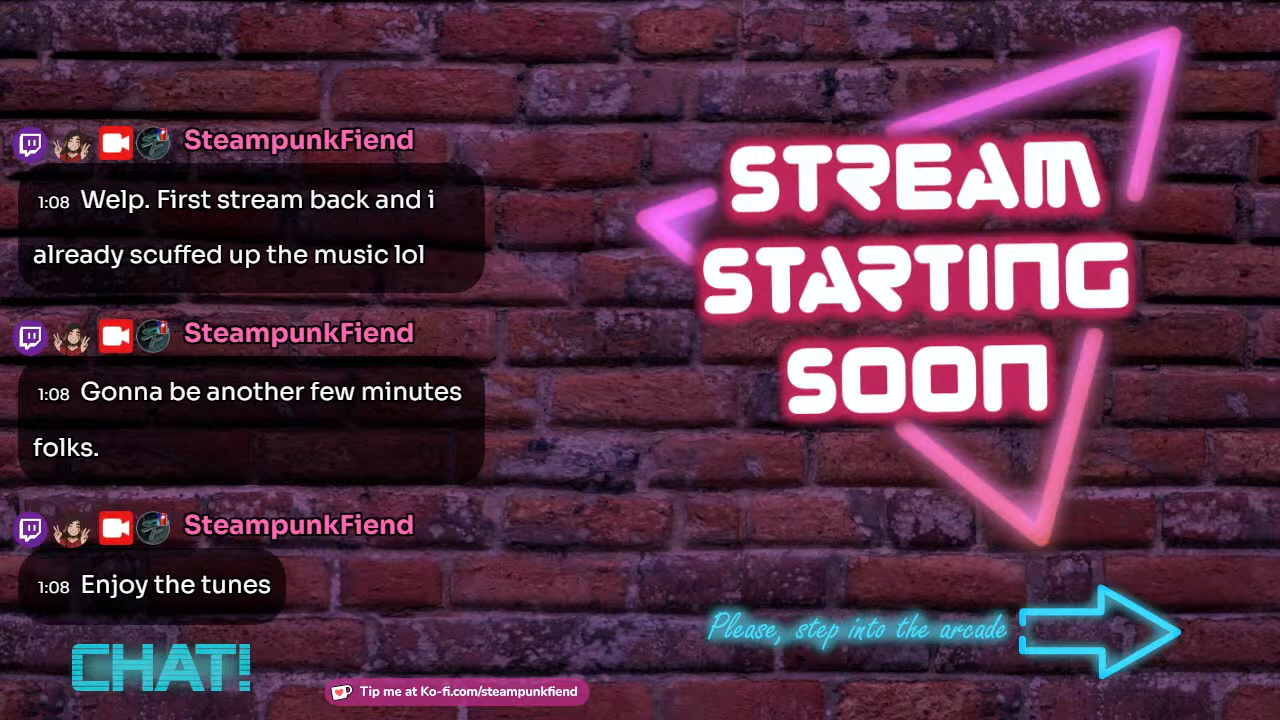 SteampunkFiend
1:08 Welp. First stream back and i
already scuffed up the music lol
SteampunkFiend
1:08 Gonna be another few minutes
folks.
SteampunkFiend
1:08 Enjoy the tunes
CHAT!
Tip me at Ko-fi.com/steampunkfiend
STREAM
STARTING
SOON
Please, step into the arcade